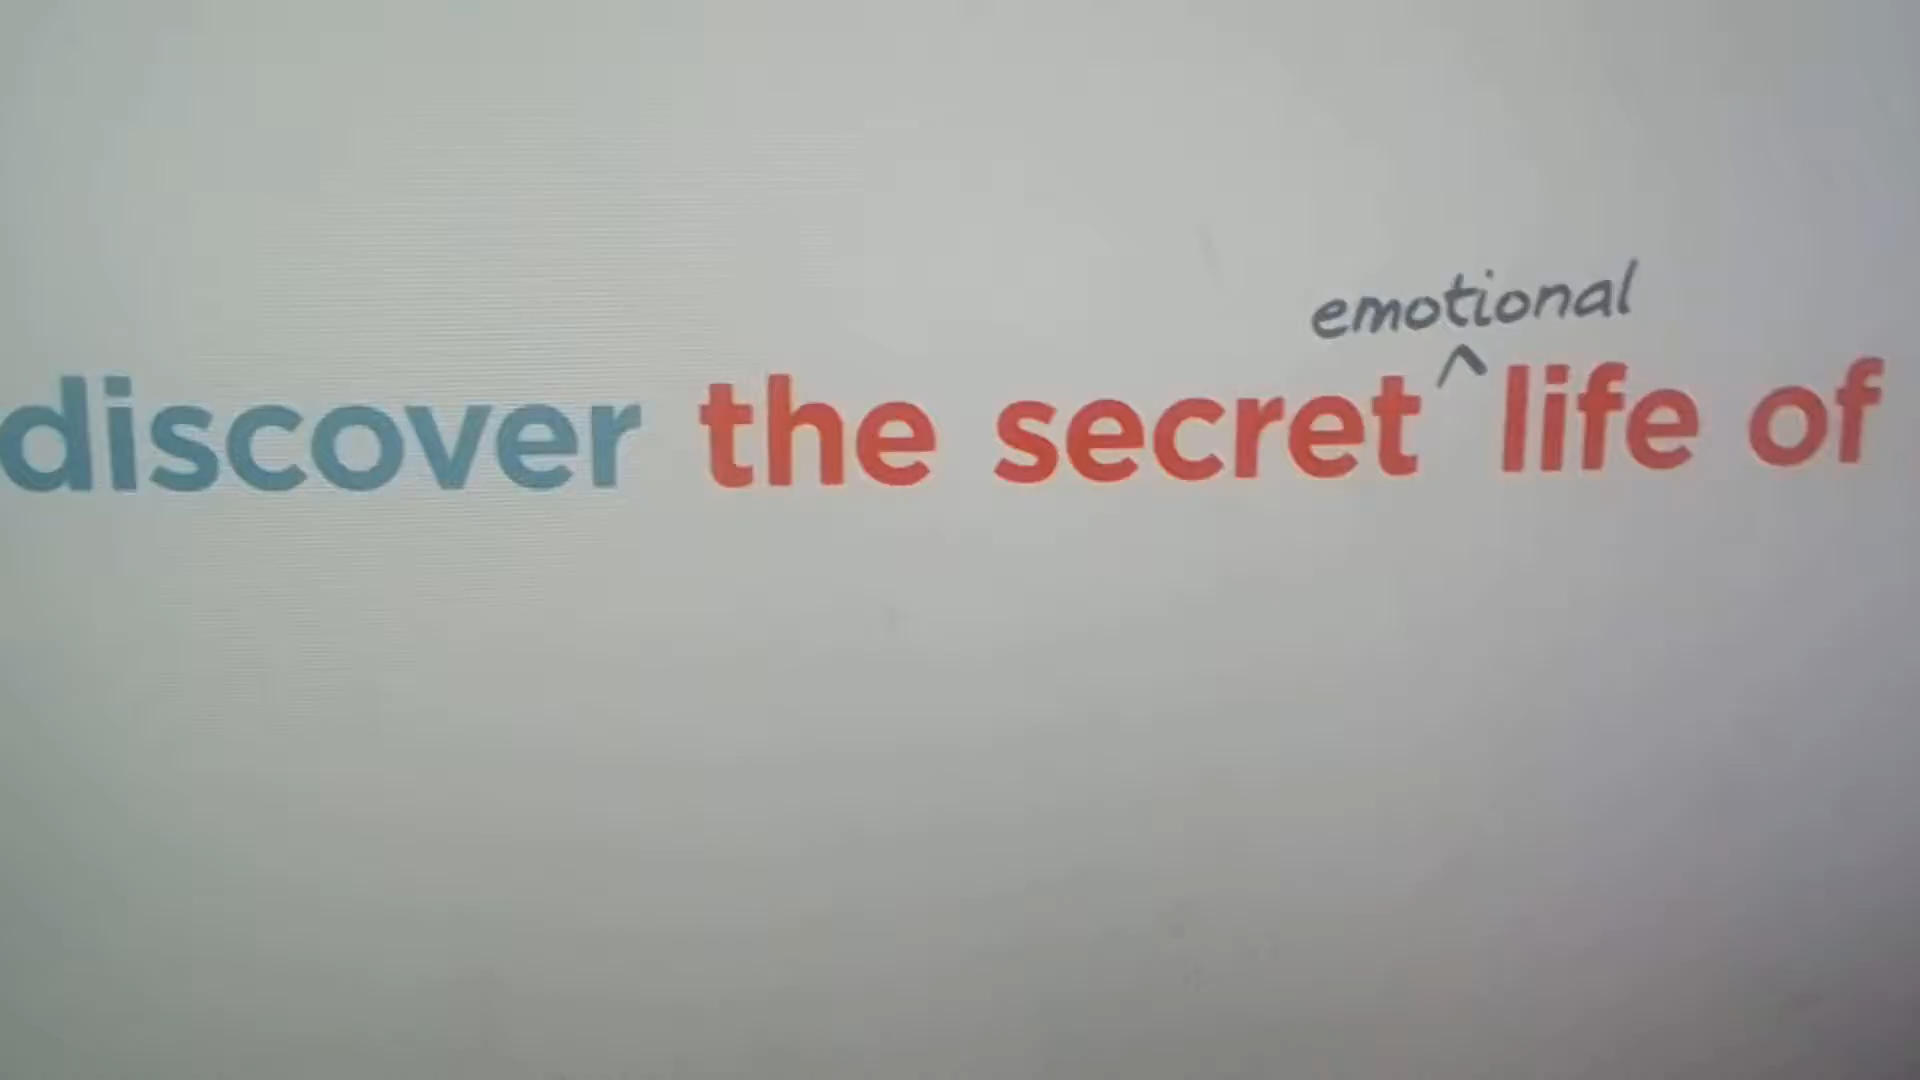 emotional
discover the secret ^ life of